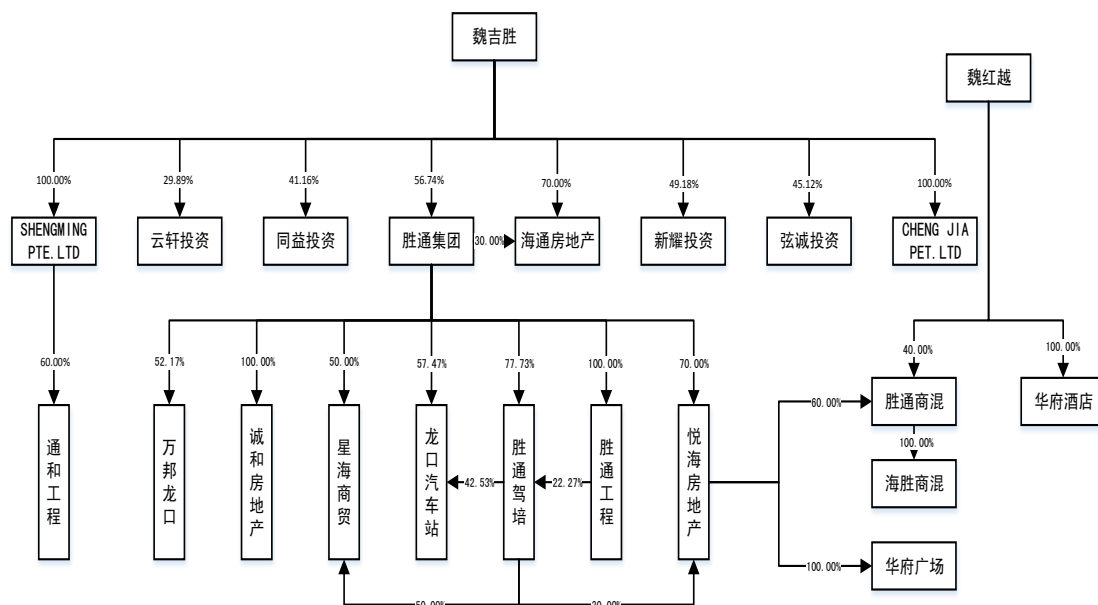 魏吉胜
魏红越
100.00%
29.89%
41.16%
56.74%
70.00%
49.18%
45.12%
100.00%
SHENGMING
PTE.LTD
云轩投资
同益投资
胜通集团
30.00%
海通房地产
新耀投资
弦诚投资
CHENG JIA
PET.LTD
60.00%
52.17%
100.00%
50.00%
57.47%
77.73%
100.00%
70.00%
40.00%
100.00%
通和工程
万邦龙口
诚和房地产
星海商贸
龙口汽车站
42.53%
胜通驾培
22.27%
胜通工程
悦海房地产
60.00%
胜通商混
华府酒店
100.00%
海胜商混
100.00%
华府广场